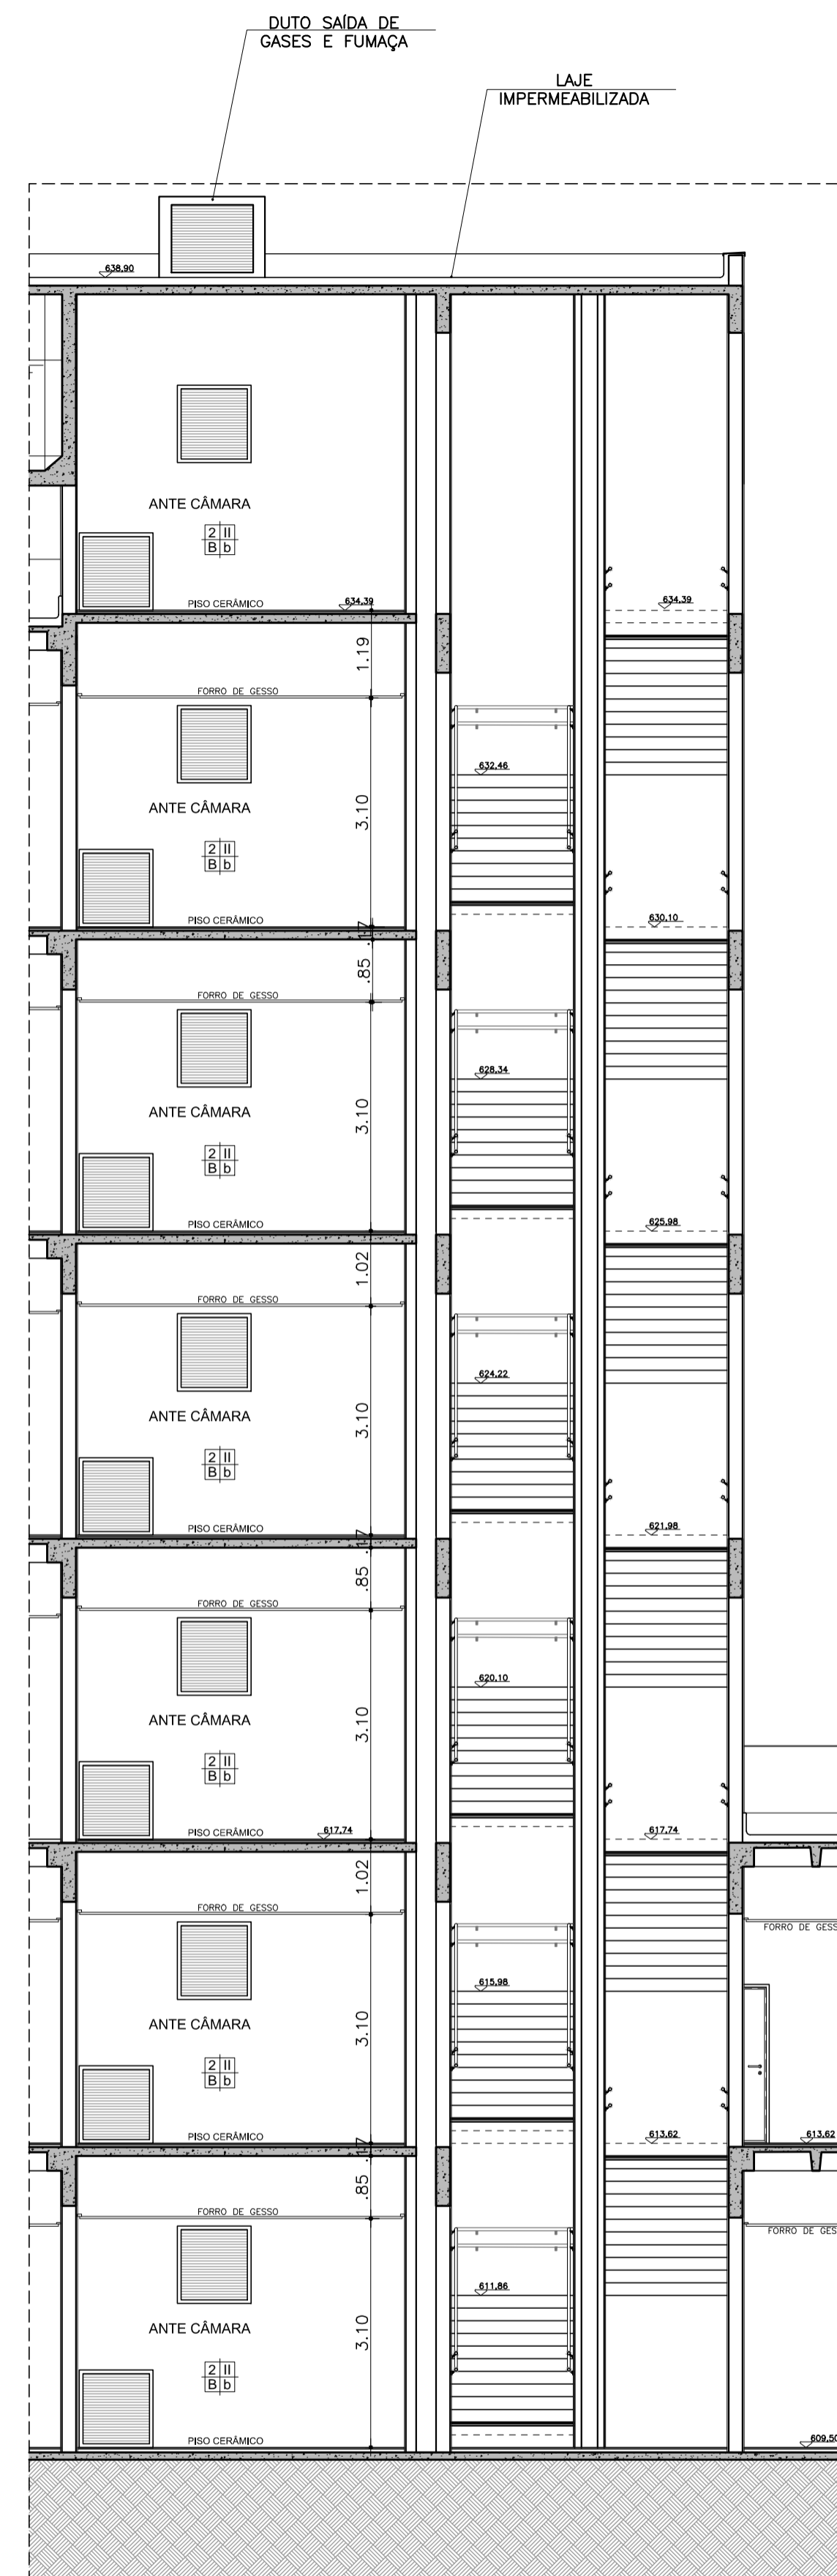 DUTO SAÍDA DE
GASES E FUMAÇA
LAJE
IMPERMEABILIZADA
638,90
ANTE CÂMARA
2 II
B b
PISO CERÂMICO
634,39
634,39
1.19
FORRO DE GESSO
632,46
ANTE CÂMARA
3.10
2 II
B b
PISO CERÂMICO
630,10
.17
.85
FORRO DE GESSO
628,34
ANTE CÂMARA
3.10
2 II
B b
PISO CERÂMICO
625,98
1.02
FORRO DE GESSO
624,22
ANTE CÂMARA
3.10
2 II
B b
PISO CERÂMICO
621,98
.17
.85
FORRO DE GESSO
620,10
ANTE CÂMARA
3.10
2 II
B b
PISO CERÂMICO
617,74
617,74
1.02
FORRO DE GESSO
FORRO DE GESS
615,98
ANTE CÂMARA
3.10
2 II
B b
PISO CERÂMICO
613,62
613,62
.17
.85
FORRO DE GESSO
FORRO DE GES
611,86
ANTE CÂMARA
3.10
2 II
B b
PISO CERÂMICO
609,50